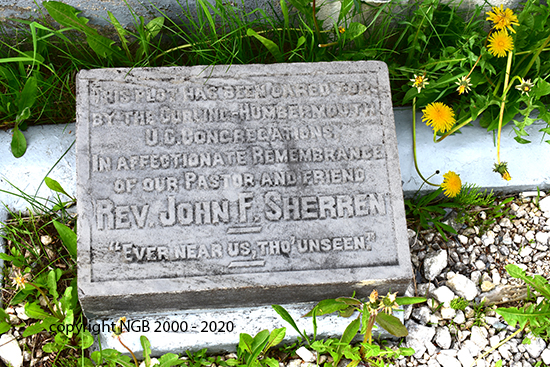 THIS PLOT HAS BEEN CARED FOR
BY THE CURLING-HUMBERMOUTH
U.C. CONGREGATIONS
IN AFFECTIONATE REMEMBRANCE
OF OUR PASTOR AND FRIEND
REV. JOHN F. SHERREN
"EVER NEAR US, THO' UNSEEN."
copyright NGB 2000 - 2020